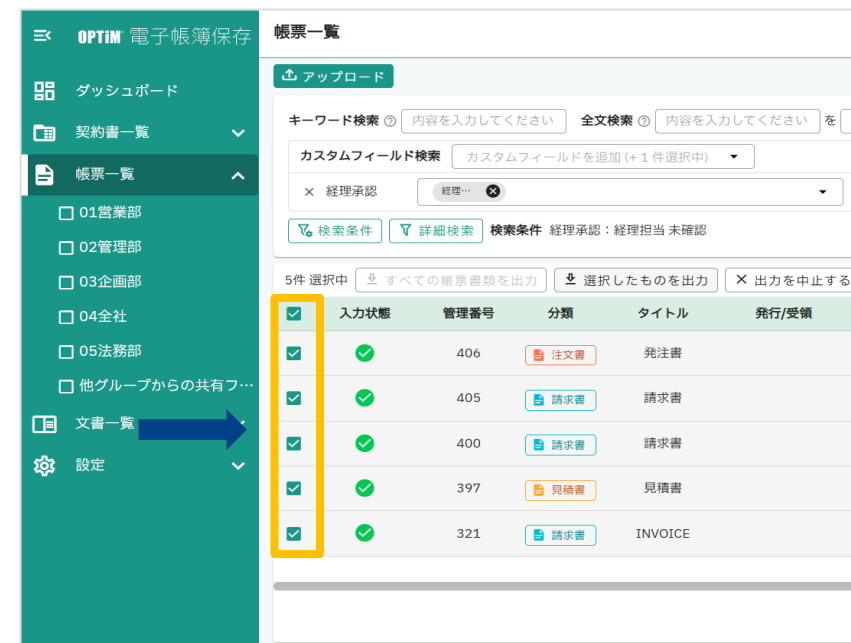 OPTiM 電子帳簿保存
ダッシュボード
契約書一覧
帳票一覧
01営業部
02管理部
03企画部
04全社
05法務部
他グループからの共有フ…
文書一覧
設定
帳票一覧
アップロード
キーワード検索 内容を入力してください 全文検索 内容を入力してください を
カスタムフィールド検索 カスタムフィールドを追加 (+ 1 件選択中)
× 経理承認 経理…
検索条件 詳細検索 検索条件 経理承認：経理担当 未確認
5件 選択中 すべての帳票書類を出力 選択したものを出力 × 出力を中止する
入力状態 管理番号 分類 タイトル 発行/受領
406 注文書 発注書
405 請求書 請求書
400 請求書 請求書
397 見積書 見積書
321 請求書 INVOICE